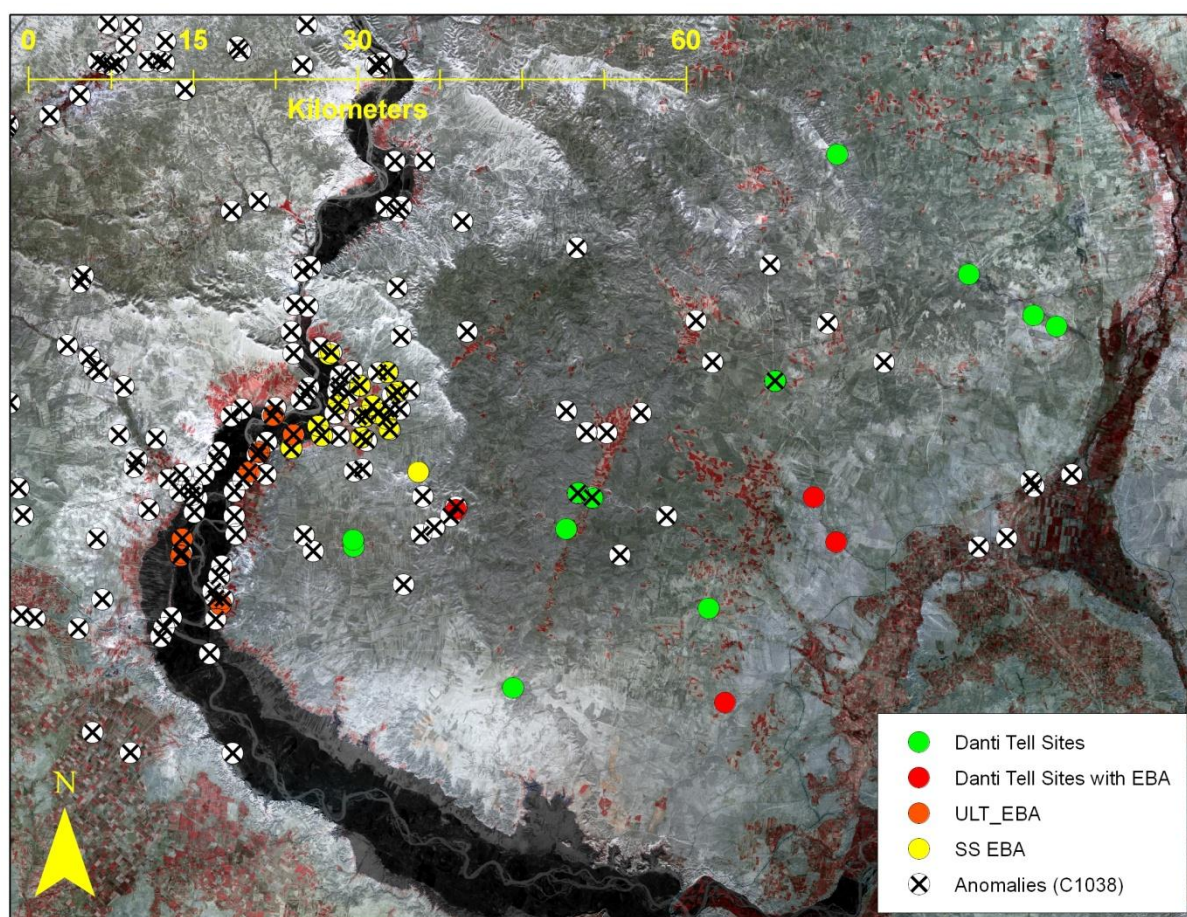 0 15 30 60
Kilometers
N
Danti Tell Sites
Danti Tell Sites with EBA
ULT_EBA
SS EBA
Anomalies (C1038)